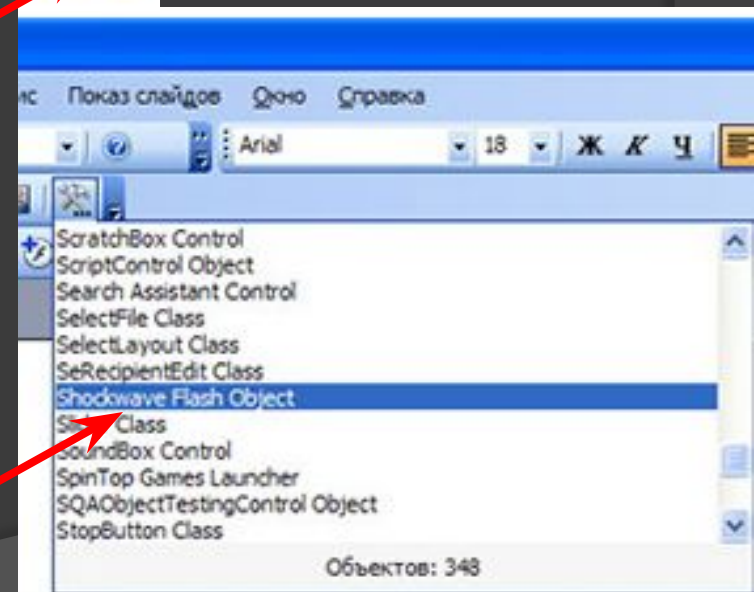 ис Показ слайдов Окно Справка
Arial 18 Ж К Ч
ScratchBox Control
ScriptControl Object
Search Assistant Control
SelectFile Class
SelectLayout Class
SeRecipientEdit Class
Shockwave Flash Object
Slider Class
SoundBox Control
SpinTop Games Launcher
SQAObjectTestingControl Object
StopButton Class
Объектов: 348